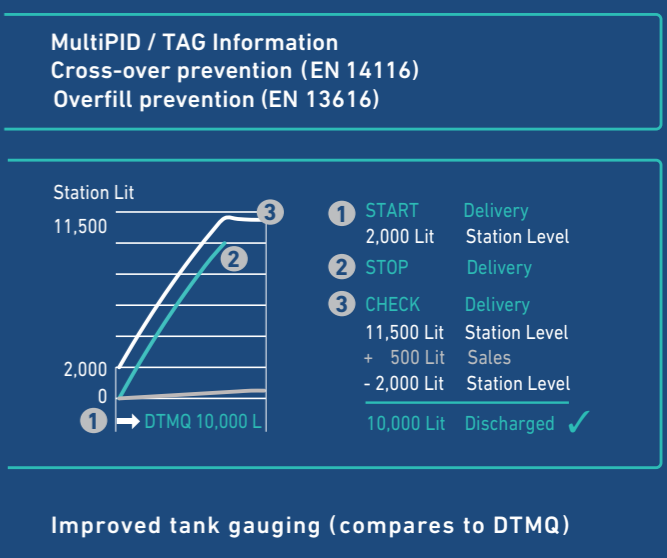 MultiPID / TAG Information
Cross-over prevention (EN 14116)
Overfill prevention (EN 13616)
Station Lit
11,500
2,000
0
3
2
1
DTMQ 10,000 L
1 START Delivery
2,000 Lit Station Level
2 STOP Delivery
3 CHECK Delivery
11,500 Lit Station Level
+ 500 Lit Sales
- 2,000 Lit Station Level
10,000 Lit Discharged ✓
Improved tank gauging (compares to DTMQ)